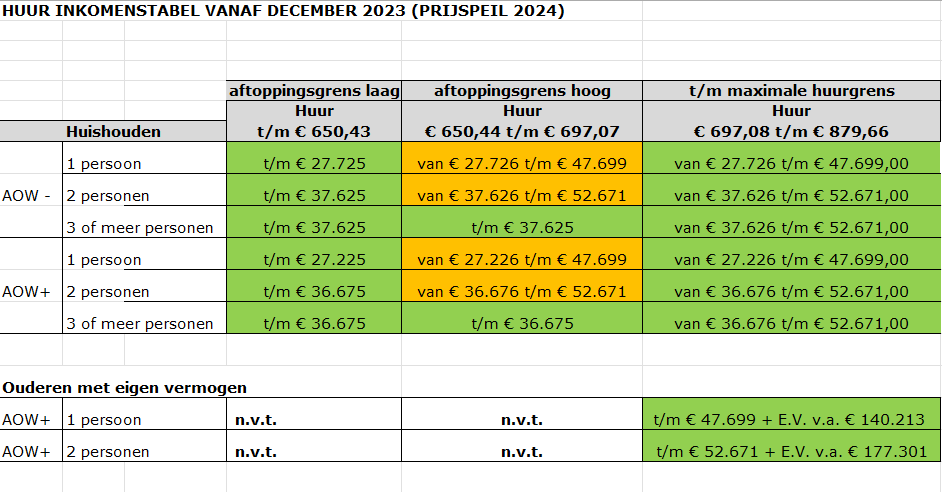 HUUR INKOMENSTABEL VANAF DECEMBER 2023 (PRIJSPEIL 2024)
aftoppingsgrens laag aftoppingsgrens hoog t/m maximale huurgrens
Huur Huur Huur
Huishouden t/m € 650,43 € 650,44 t/m € 697,07 € 697,08 t/m € 879,66
1 persoon t/m € 27.725 van € 27.726 t/m € 47.699 van € 27.726 t/m € 47.699,00
AOW - 2 personen t/m € 37.625 van € 37.626 t/m € 52.671 van € 37.626 t/m € 52.671,00
3 of meer personen t/m € 37.625 t/m € 37.625 van € 37.626 t/m € 52.671,00
1 persoon t/m € 27.225 van € 27.226 t/m € 47.699 van € 27.226 t/m € 47.699,00
AOW+ 2 personen t/m € 36.675 van € 36.676 t/m € 52.671 van € 36.676 t/m € 52.671,00
3 of meer personen t/m € 36.675 t/m € 36.675 van € 36.676 t/m € 52.671,00
Ouderen met eigen vermogen
AOW+ 1 persoon n.v.t. n.v.t. t/m € 47.699 + E.V. v.a. € 140.213
AOW+ 2 personen n.v.t. n.v.t. t/m € 52.671 + E.V. v.a. € 177.301